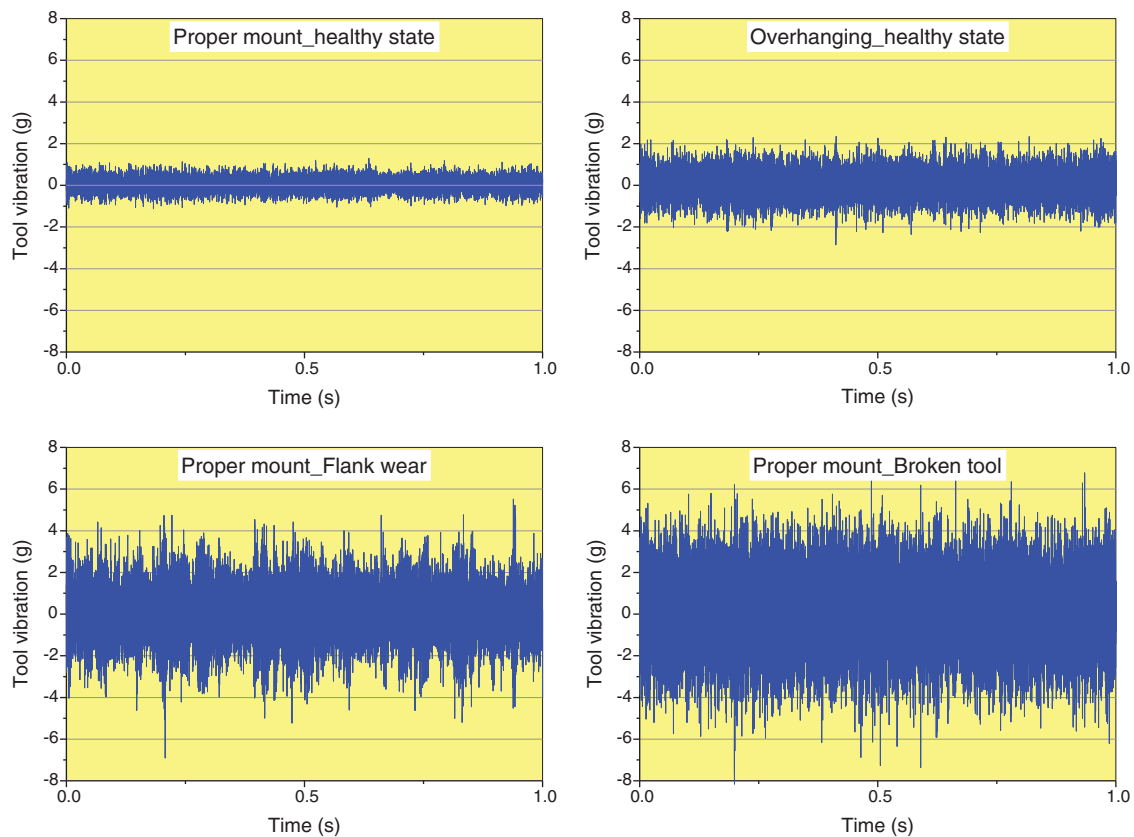 Proper mount_healthy state
8
6
4
2
0
-2
-4
-6
-8
Tool vibration (g)
0.0 0.5 1.0
Time (s)
Overhanging_healthy state
8
6
4
2
0
-2
-4
-6
-8
Tool vibration (g)
0.0 0.5 1.0
Time (s)
Proper mount_Flank wear
8
6
4
2
0
-2
-4
-6
-8
Tool vibration (g)
0.0 0.5 1.0
Time (s)
Proper mount_Broken tool
8
6
4
2
0
-2
-4
-6
-8
Tool vibration (g)
0.0 0.5 1.0
Time (s)